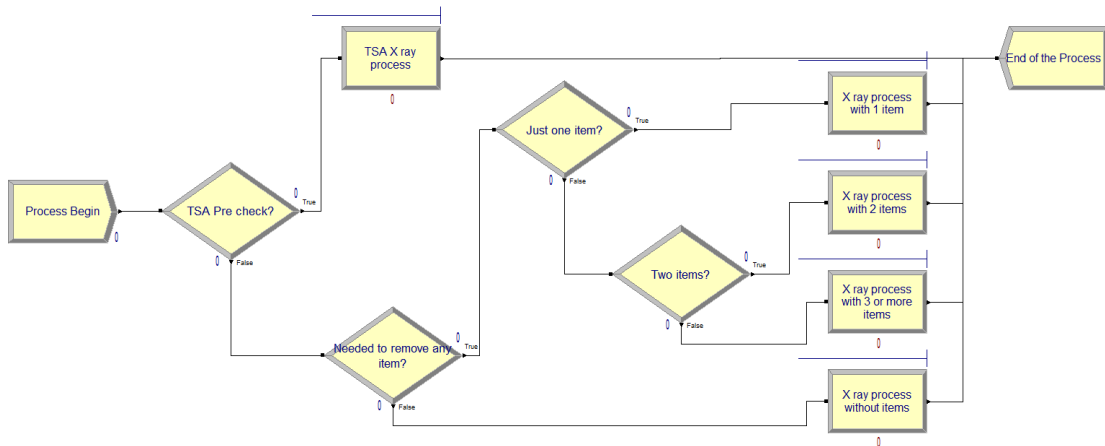 TSA X ray
process
0
End of the Process
X ray process
with 1 item
0
0
True
Just one item?
0
False
0
True
TSA Pre check?
0
False
Process Begin
0
X ray process
with 2 items
0
0
True
Two items?
0
False
X ray process
with 3 or more
items
0
0
True
Needed to remove any
item?
0
False
X ray process
without items
0